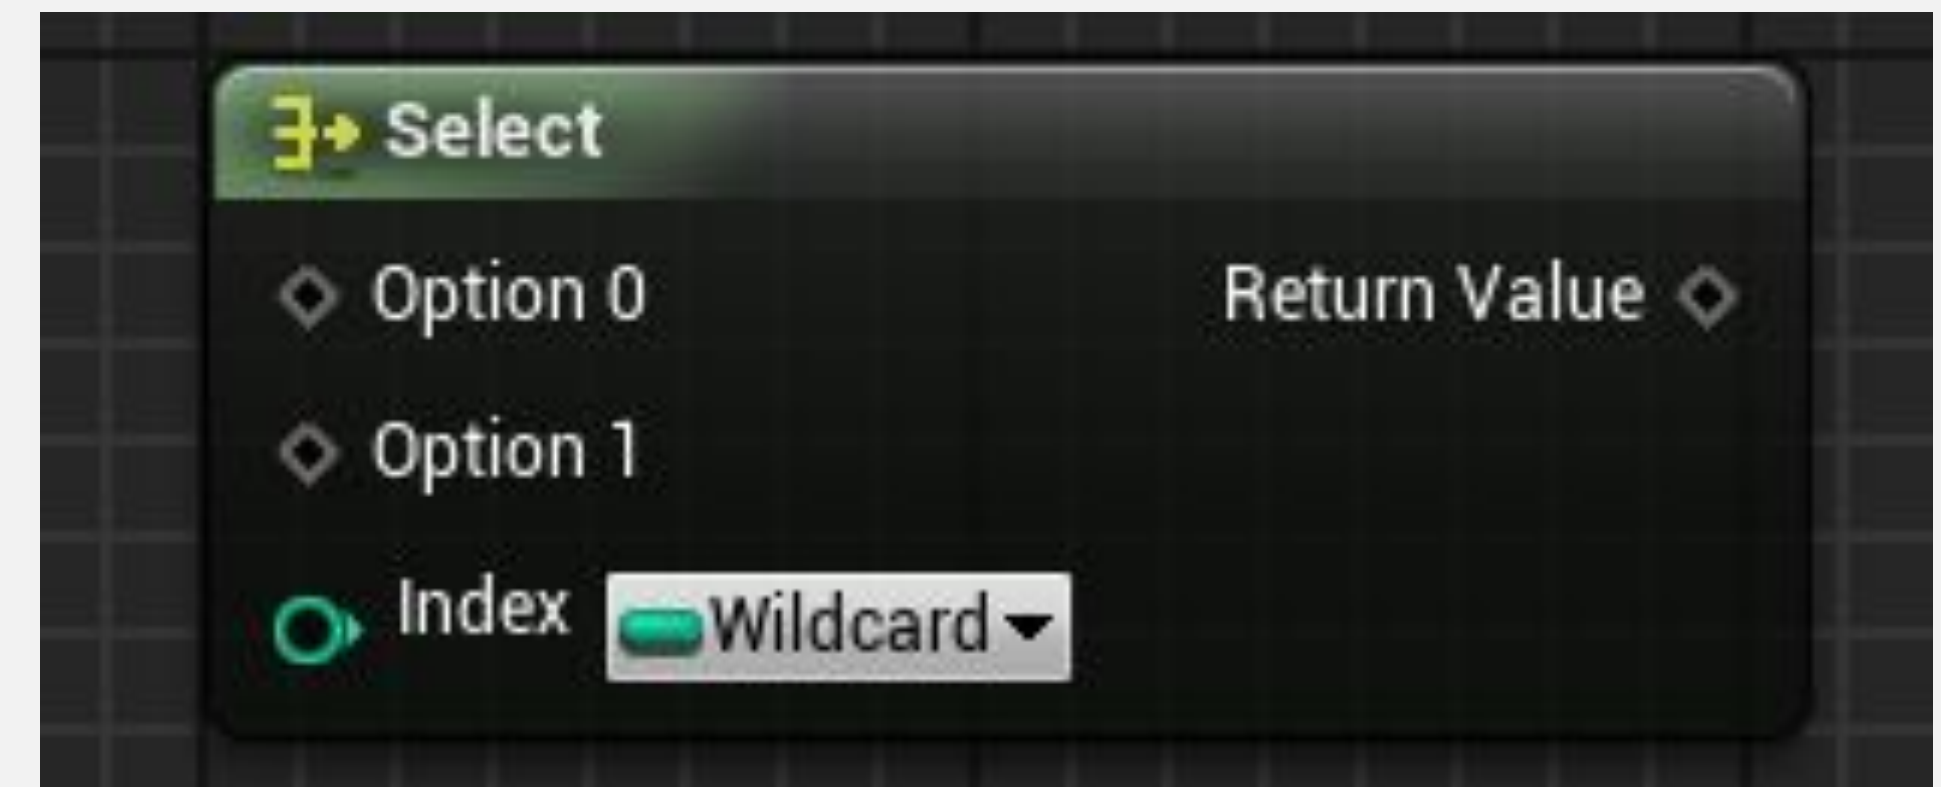 Select
Option 0
Return Value
Option 1
Index Wildcard